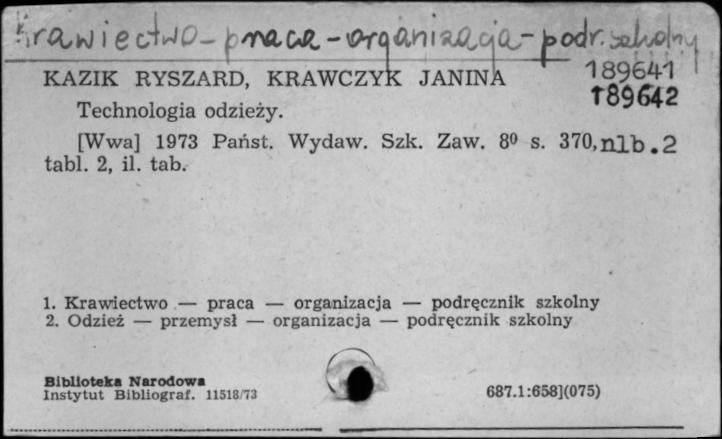 Krawiectwo - praca - organizacja - podr. szkolny
189641
189642
KAZIK RYSZARD, KRAWCZYK JANINA
Technologia odzieży.
[Wwa] 1973 Państ. Wydaw. Szk. Zaw. 8⁰ s. 370, nlb. 2
tabl. 2, il. tab.
1. Krawiectwo — praca — organizacja — podręcznik szkolny
2. Odzież — przemysł — organizacja — podręcznik szkolny
Biblioteka Narodowa
Instytut Bibliograf. 11518/73
687.1:658](075)